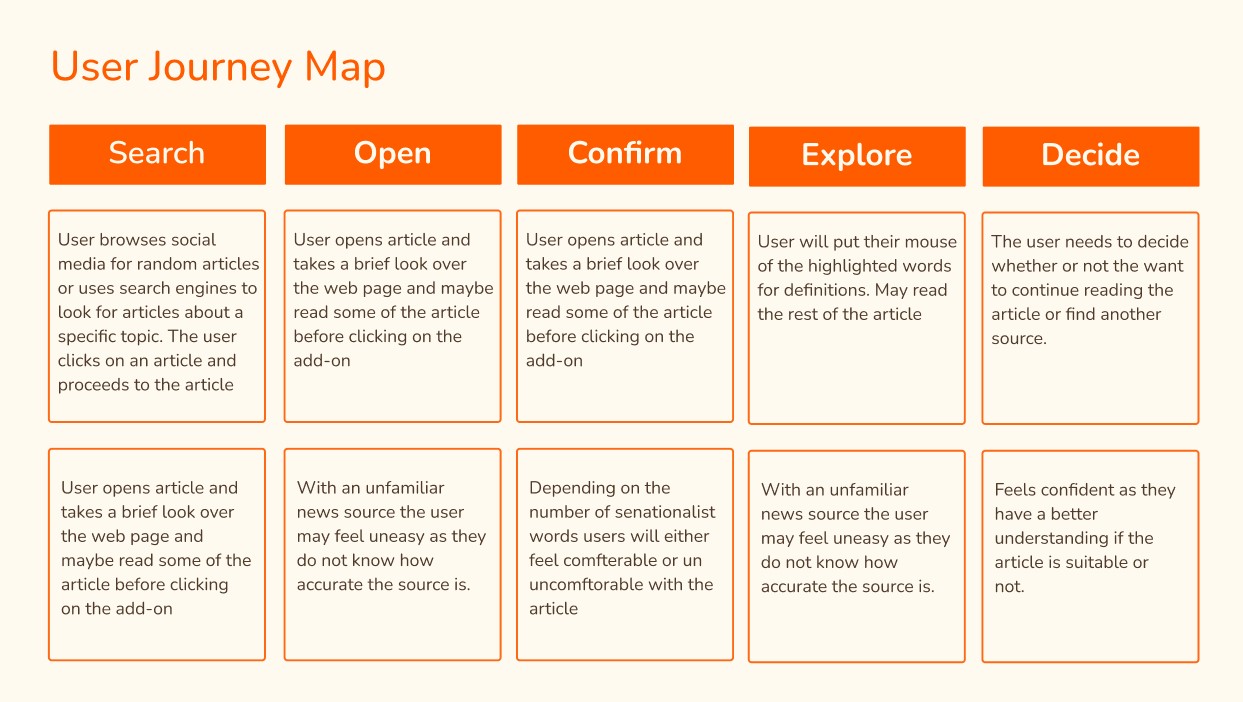 User Journey Map
Search
Open
Confirm
Explore
Decide
User browses social
media for random articles
or uses search engines to
look for articles about a
specific topic. The user
clicks on an article and
proceeds to the article
User opens article and
takes a brief look over
the web page and maybe
read some of the article
before clicking on the
add-on
User opens article and
takes a brief look over
the web page and maybe
read some of the article
before clicking on the
add-on
User will put their mouse
of the highlighted words
for definitions. May read
the rest of the article
The user needs to decide
whether or not the want
to continue reading the
article or find another
source.
User opens article and
takes a brief look over
the web page and
maybe read some of the
article before clicking
on the add-on
With an unfamiliar
news source the user
may feel uneasy as they
do not know how
accurate the source is.
Depending on the
number of senationalist
words users will either
feel comfterable or un
uncomftorable with the
article
With an unfamiliar
news source the user
may feel uneasy as they
do not know how
accurate the source is.
Feels confident as they
have a better
understanding if the
article is suitable or
not.